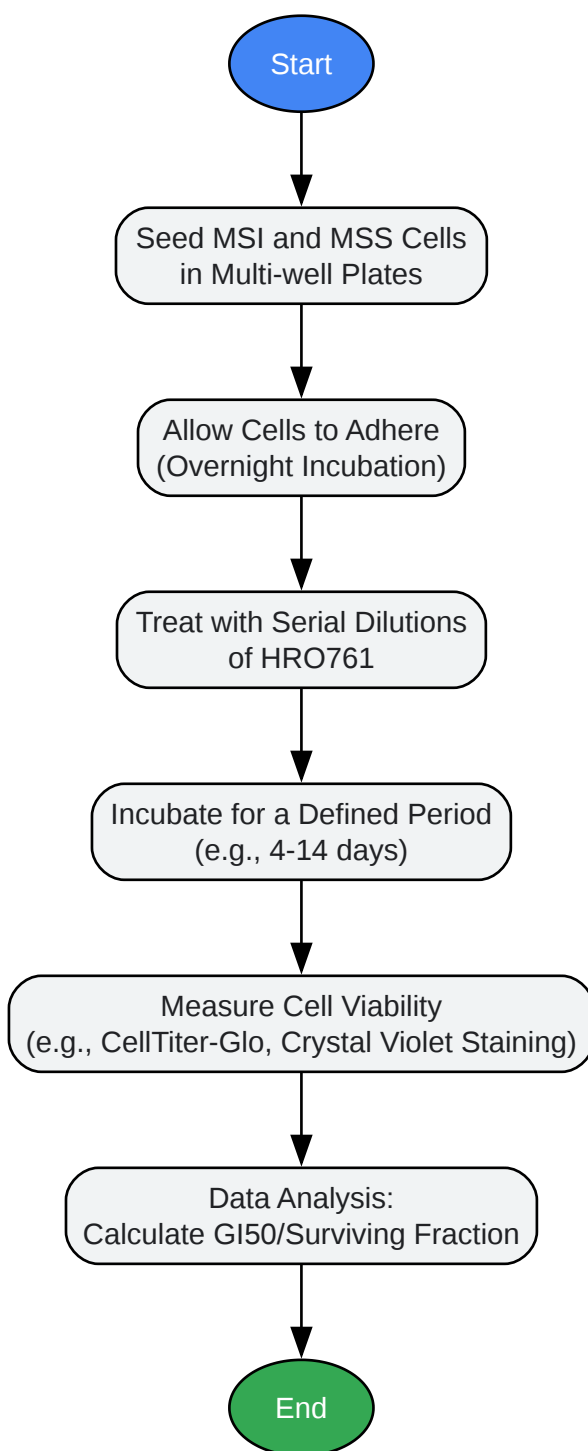 Start
Seed MSI and MSS Cells
in Multi-well Plates
Allow Cells to Adhere
(Overnight Incubation)
Treat with Serial Dilutions
of HRO761
Incubate for a Defined Period
(e.g., 4-14 days)
Measure Cell Viability
(e.g., CellTiter-Glo, Crystal Violet Staining)
Data Analysis:
Calculate GI50/Surviving Fraction
End